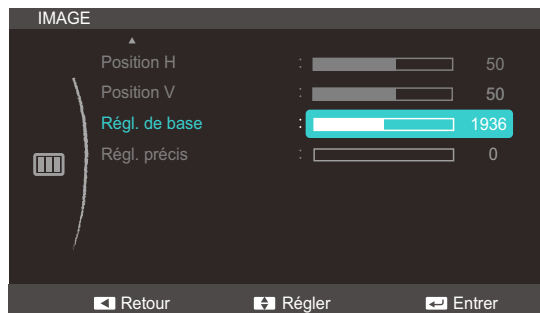 IMAGE
Position H : 50
Position V : 50
Régl. de base : 1936
Régl. précis : 0
Retour Régler Entrer